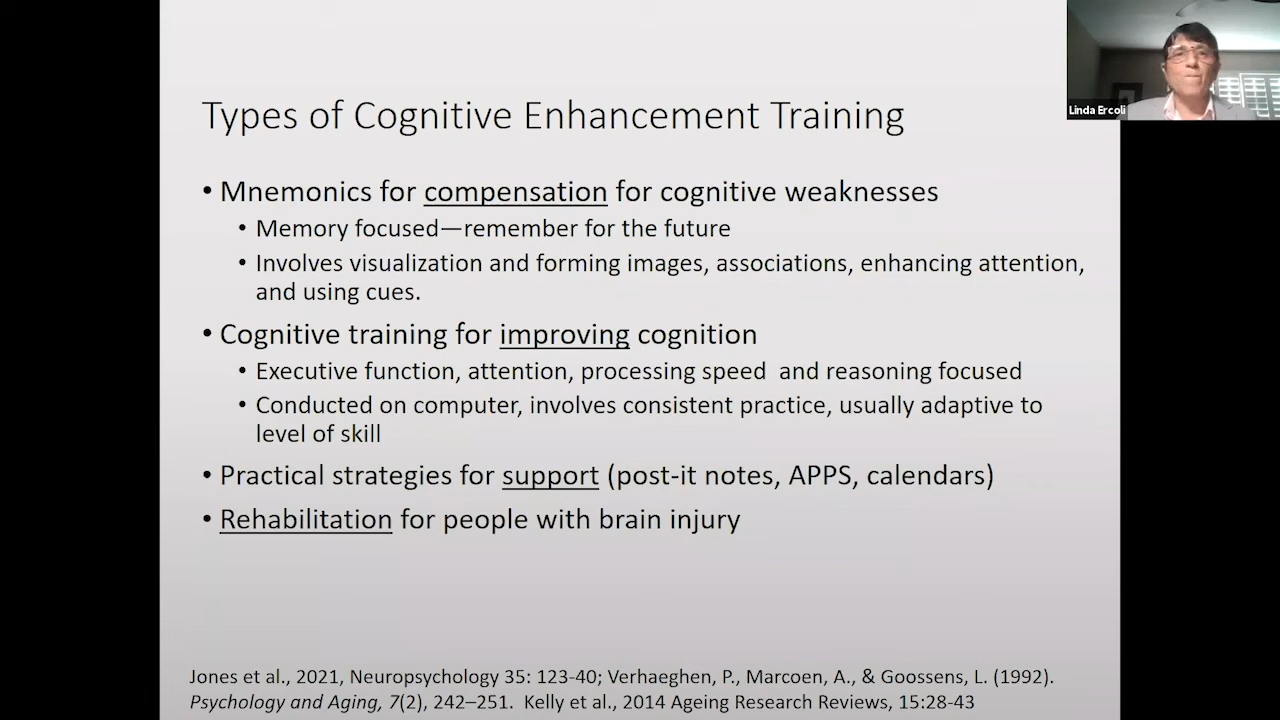 Linda Ercoli
Types of Cognitive Enhancement Training
• Mnemonics for compensation for cognitive weaknesses
• Memory focused—remember for the future
• Involves visualization and forming images, associations, enhancing attention,
and using cues.
• Cognitive training for improving cognition
• Executive function, attention, processing speed  and reasoning focused
• Conducted on computer, involves consistent practice, usually adaptive to
level of skill
• Practical strategies for support (post-it notes, APPS, calendars)
• Rehabilitation for people with brain injury
Jones et al., 2021, Neuropsychology 35: 123-40; Verhaeghen, P., Marcoen, A., & Goossens, L. (1992).
Psychology and Aging, 7(2), 242–251.  Kelly et al., 2014 Ageing Research Reviews, 15:28-43